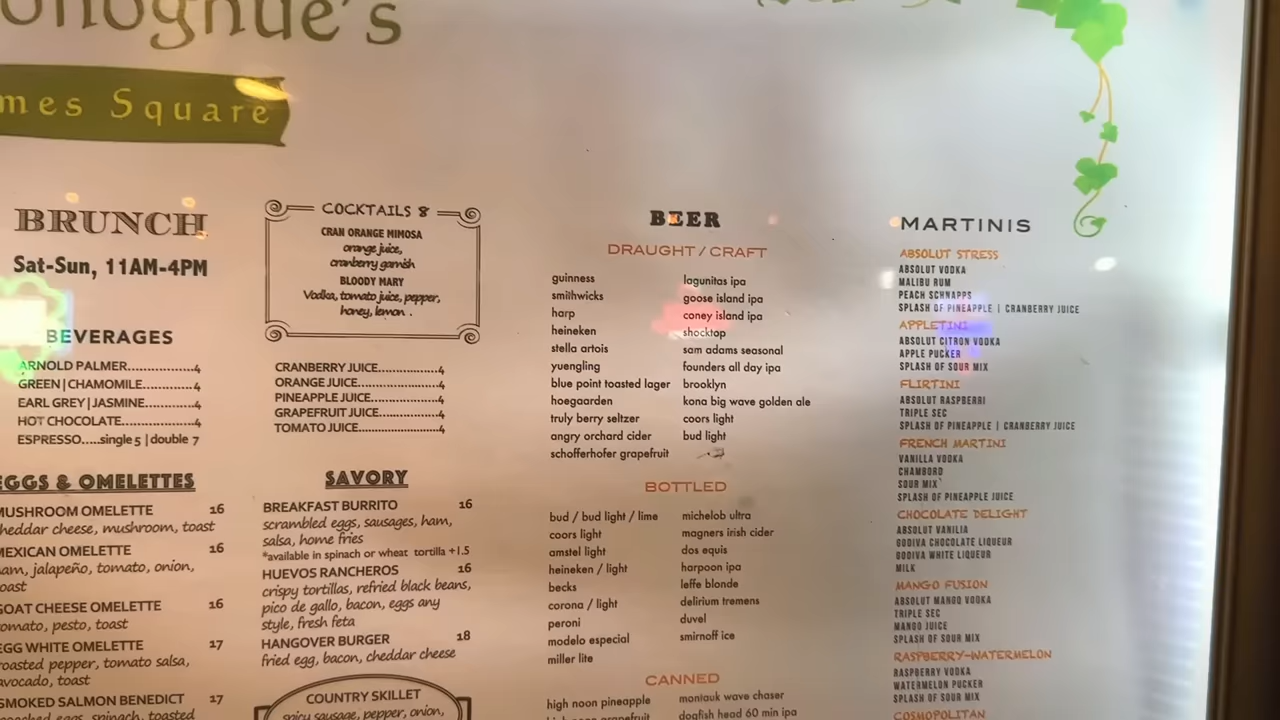 onoghue's
mes Square
BRUNCH
Sat-Sun, 11AM-4PM
BEVERAGES
ARNOLD PALMER...............4
GREEN|CHAMOMILE............4
EARL GREY|JASMINE............4
HOT CHOCOLATE................4
ESPRESSO.....single 5 |double 7
EGGS & OMELETTES
MUSHROOM OMELETTE 16
cheddar cheese, mushroom, toast
MEXICAN OMELETTE 16
ham, jalapeño, tomato, onion,
toast
GOAT CHEESE OMELETTE 16
tomato, pesto, toast
EGG WHITE OMELETTE 17
roasted pepper, tomato salsa,
avocado, toast
SMOKED SALMON BENEDICT 17
poached eggs, spinach, toasted
COCKTAILS 8
CRAN ORANGE MIMOSA
orange juice,
cranberry garnish
BLOODY MARY
Vodka, tomato juice, pepper,
honey, lemon .
CRANBERRY JUICE.............4
ORANGE JUICE..................4
PINEAPPLE JUICE...............4
GRAPEFRUIT JUICE.............4
TOMATO JUICE..................4
SAVORY
BREAKFAST BURRITO 16
scrambled eggs, sausages, ham,
salsa, home fries
*available in spinach or wheat tortilla +1.5
HUEVOS RANCHEROS 16
crispy tortillas, refried black beans,
pico de gallo, bacon, eggs any
style, fresh feta
HANGOVER BURGER 18
fried egg, bacon, cheddar cheese
COUNTRY SKILLET
spicy sausage, pepper, onion,
BEER
DRAUGHT / CRAFT
guinness
smithwicks
harp
heineken
stella artois
yuengling
blue point toasted lager
hoegaarden
truly berry seltzer
angry orchard cider
schofferhofer grapefruit
lagunitas ipa
goose island ipa
coney island ipa
shocktop
sam adams seasonal
founders all day ipa
brooklyn
kona big wave golden ale
coors light
bud light
BOTTLED
bud / bud light / lime
coors light
amstel light
heineken / light
becks
corona / light
peroni
modelo especial
miller lite
michelob ultra
magners irish cider
dos equis
harpoon ipa
leffe blonde
delirium tremens
duvel
smirnoff ice
CANNED
high noon pineapple
high noon grapefruit
montauk wave chaser
dogfish head 60 min ipa
MARTINIS
ABSOLUT STRESS
ABSOLUT VODKA
MALIBU RUM
PEACH SCHNAPPS
SPLASH OF PINEAPPLE | CRANBERRY JUICE
APPLETINI
ABSOLUT CITRON VODKA
APPLE PUCKER
SPLASH OF SOUR MIX
FLIRTINI
ABSOLUT RASPBERRI
TRIPLE SEC
SPLASH OF PINEAPPLE | CRANBERRY JUICE
FRENCH MARTINI
VANILLA VODKA
CHAMBORD
SOUR MIX
SPLASH OF PINEAPPLE JUICE
CHOCOLATE DELIGHT
ABSOLUT VANILIA
GODIVA CHOCOLATE LIQUEUR
GODIVA WHITE LIQUEUR
MILK
MANGO FUSION
ABSOLUT MANGO VODKA
TRIPLE SEC
MANGO JUICE
SPLASH OF SOUR MIX
RASPBERRY-WATERMELON
RASPBERRY VODKA
WATERMELON PUCKER
SPLASH OF SOUR MIX
COSMOPOLITAN